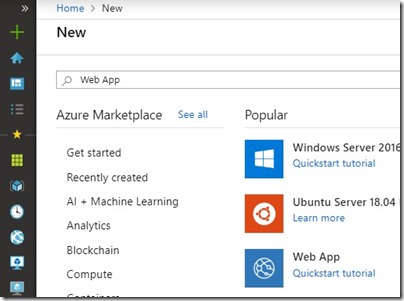 Home > New
New
Web App
Azure Marketplace See all
Popular
Get started
Recently created
AI + Machine Learning
Analytics
Blockchain
Compute
Containers
Windows Server 2016
Quickstart tutorial
Ubuntu Server 18.04
Learn more
Web App
Quickstart tutorial